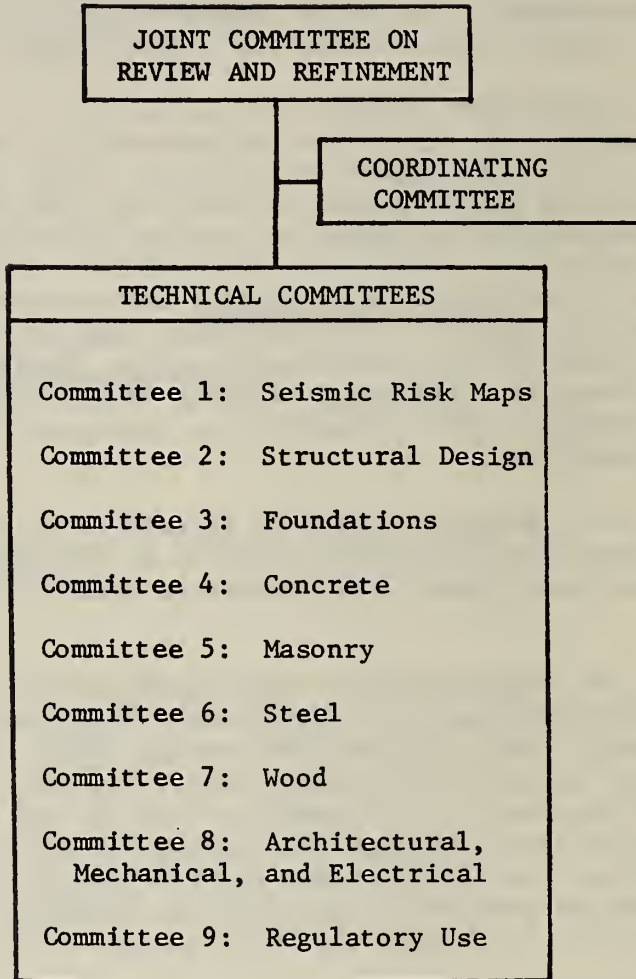 JOINT COMMITTEE ON
REVIEW AND REFINEMENT
COORDINATING
COMMITTEE
TECHNICAL COMMITTEES
Committee 1: Seismic Risk Maps
Committee 2: Structural Design
Committee 3: Foundations
Committee 4: Concrete
Committee 5: Masonry
Committee 6: Steel
Committee 7: Wood
Committee 8: Architectural,
Mechanical, and Electrical
Committee 9: Regulatory Use